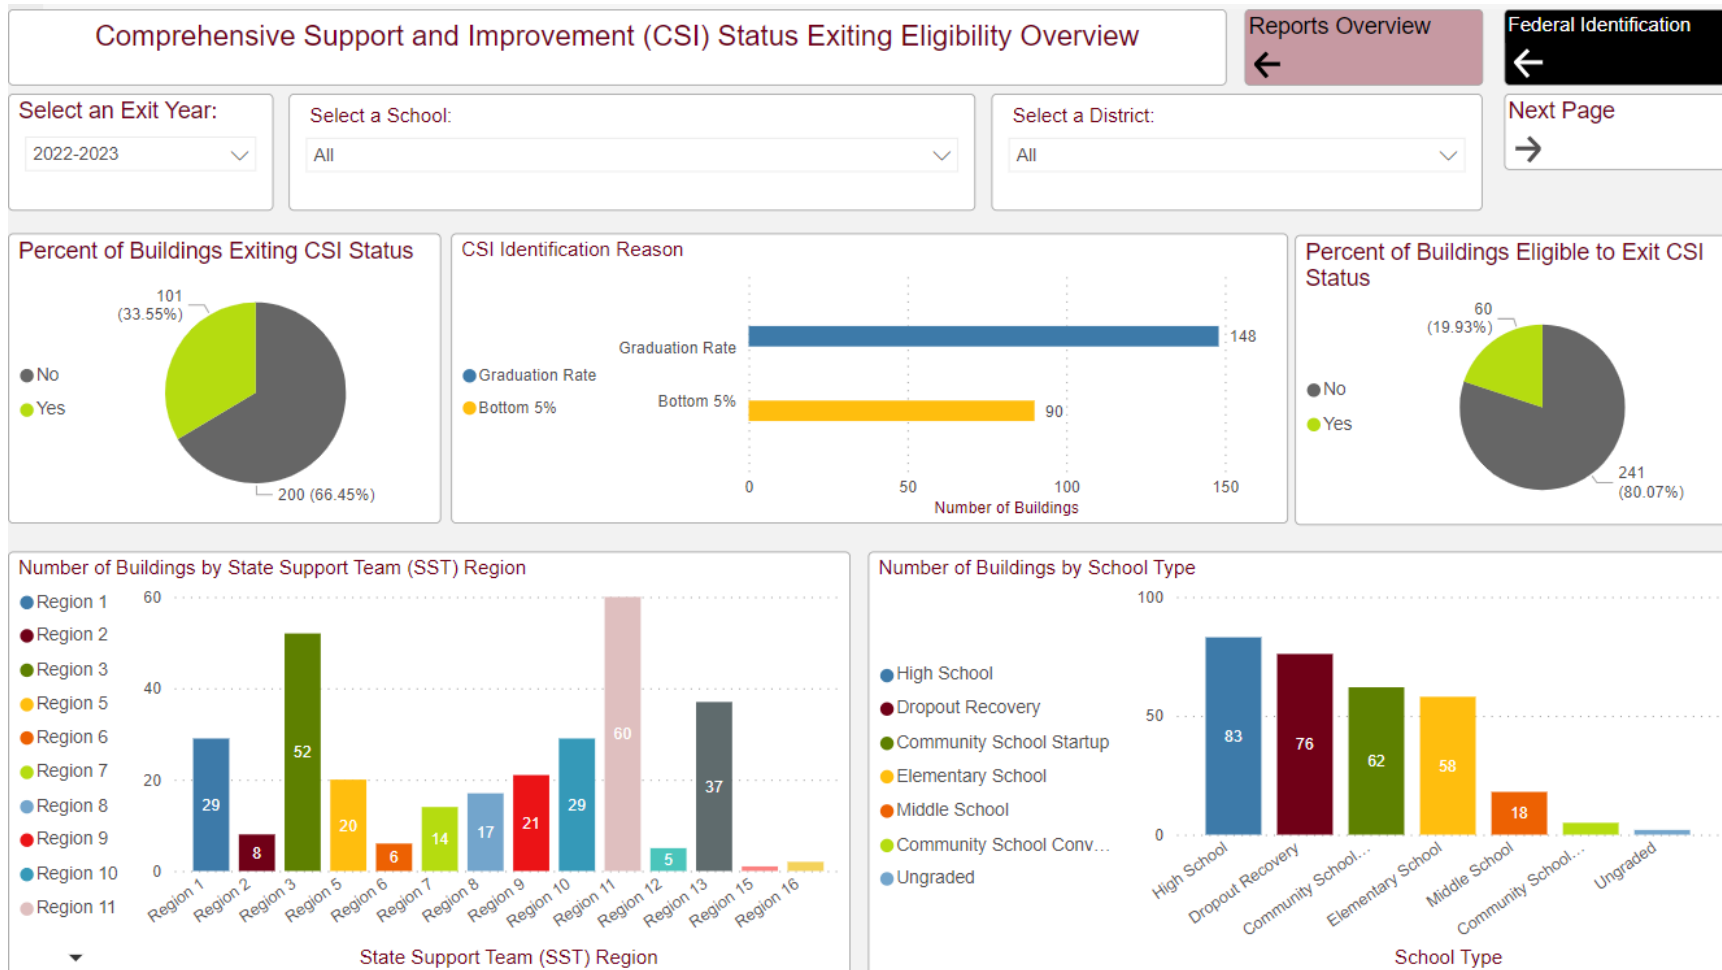 Comprehensive Support and Improvement (CSI) Status Exiting Eligibility Overview
Reports Overview
Federal Identification
Select an Exit Year:
2022-2023
Select a School:
All
Select a District:
All
Next Page
Percent of Buildings Exiting CSI Status
101
(33.55%)
No
Yes
200 (66.45%)
CSI Identification Reason
Graduation Rate
Bottom 5%
Graduation Rate
148
Bottom 5%
90
0
50
100
150
Number of Buildings
Percent of Buildings Eligible to Exit CSI
Status
60
(19.93%)
No
Yes
241
(80.07%)
Number of Buildings by State Support Team (SST) Region
Region 1
Region 2
Region 3
Region 5
Region 6
Region 7
Region 8
Region 9
Region 10
Region 11
60
40
20
0
29
8
52
20
6
14
17
21
29
60
5
37
Region 1
Region 2
Region 3
Region 5
Region 6
Region 7
Region 8
Region 9
Region 10
Region 11
Region 12
Region 13
Region 15
Region 16
State Support Team (SST) Region
Number of Buildings by School Type
High School
Dropout Recovery
Community School Startup
Elementary School
Middle School
Community School Conv...
Ungraded
100
50
0
83
76
62
58
18
High School
Dropout Recovery
Community School...
Elementary School
Middle School
Community School...
Ungraded
School Type